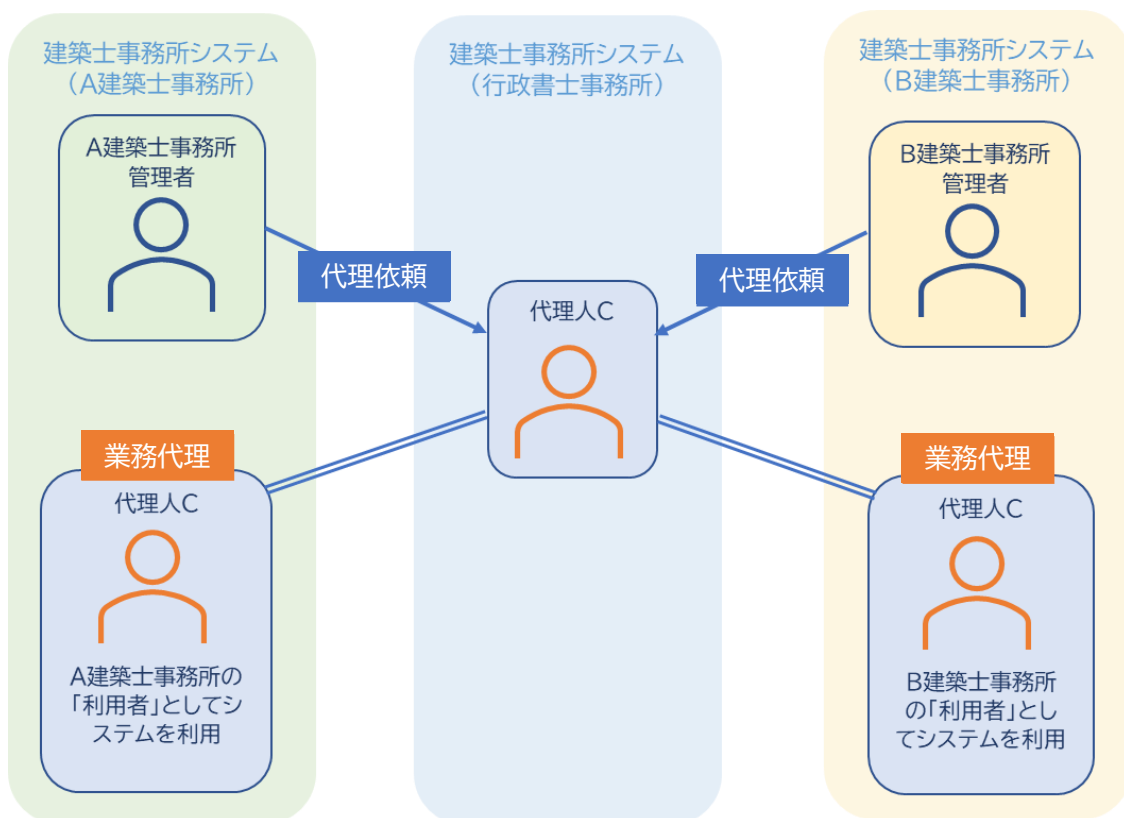 建築士事務所システム
（A建築士事務所）
建築士事務所システム
（行政書士事務所）
建築士事務所システム
（B建築士事務所）
A建築士事務所
管理者
B建築士事務所
管理者
代理依頼
代理依頼
代理人C
業務代理
代理人C
A建築士事務所の
「利用者」としてシ
ステムを利用
業務代理
代理人C
B建築士事務所
の「利用者」とし
てシステムを利用